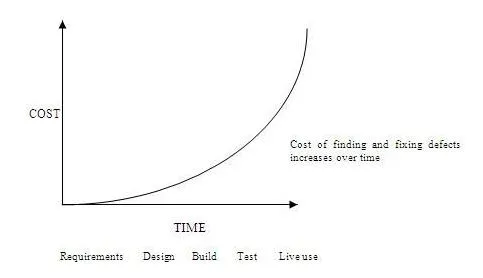 COST
Cost of finding and fixing defects
increases over time
TIME
Requirements Design Build Test Live use